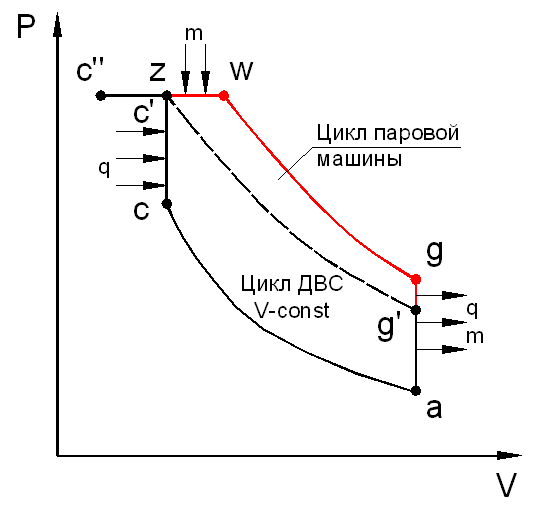 P
m
c"
z
w
c'
Цикл паровой
машины
q
c
g
Цикл ДВС
V-const
q
g'
m
a
V